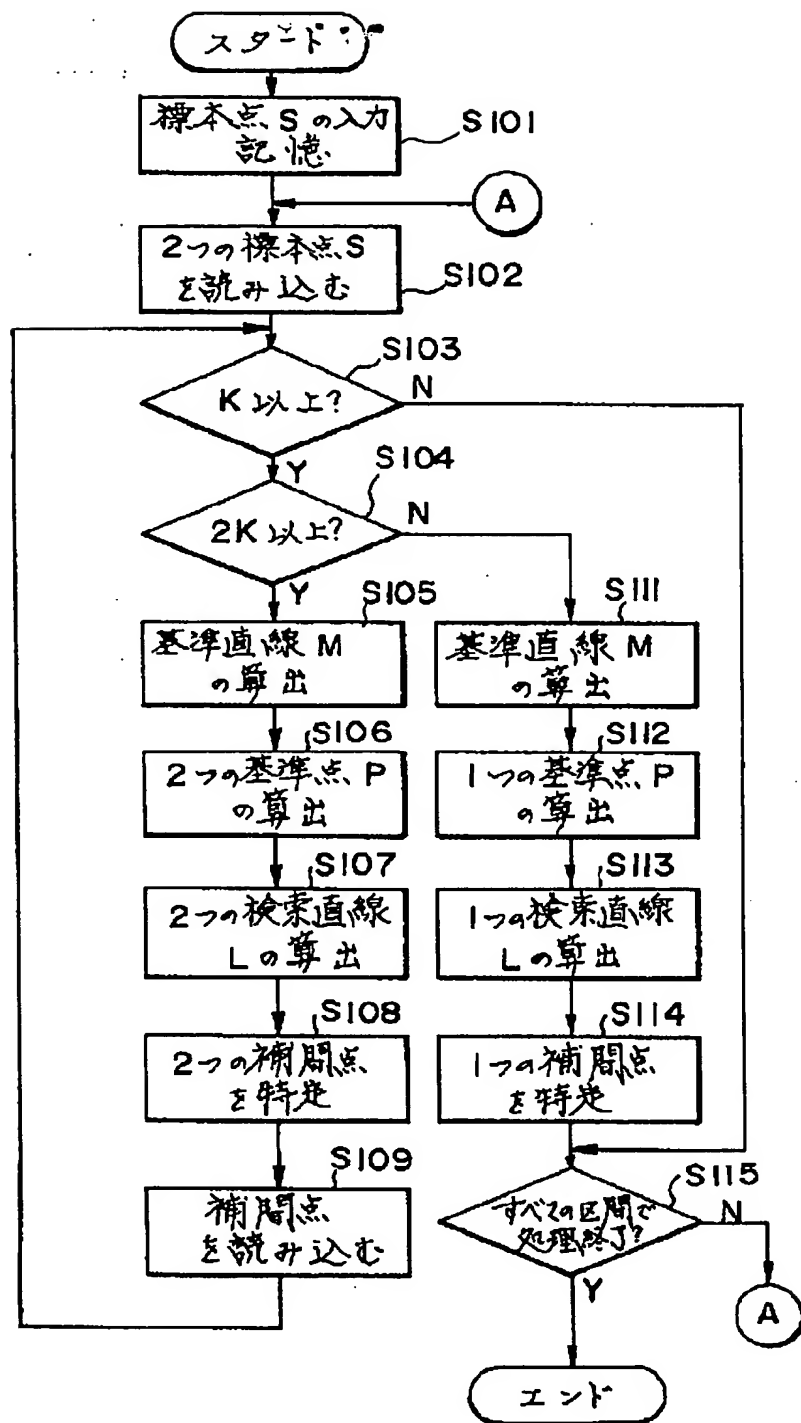 スタート
標本点Sの入力
記憶
S101
A
2つの標本点S
を読み込む
S102
S103
K以上?
N
Y
S104
2K以上?
N
Y
S105
基準直線M
の算出
S111
基準直線M
の算出
S106
2つの基準点P
の算出
S112
1つの基準点P
の算出
S107
2つの検索直線
Lの算出
S113
1つの検索直線
Lの算出
S108
2つの補間点
を特定
S114
1つの補間点
を特定
S109
補間点
を読み込む
S115
すべての区間で
処理終了?
N
Y
A
エンド